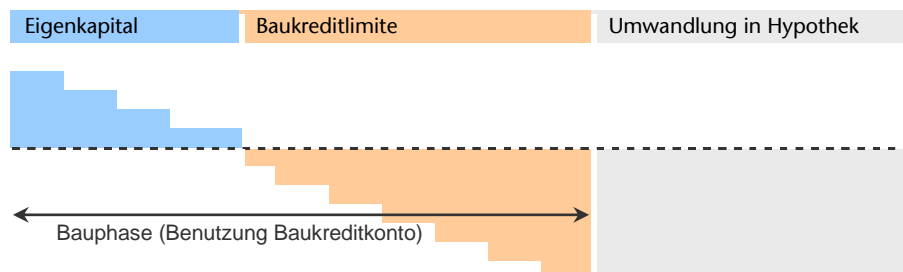 Eigenkapital
Baukreditlimite
Umwandlung in Hypothek
Bauphase (Benutzung Baukreditkonto)